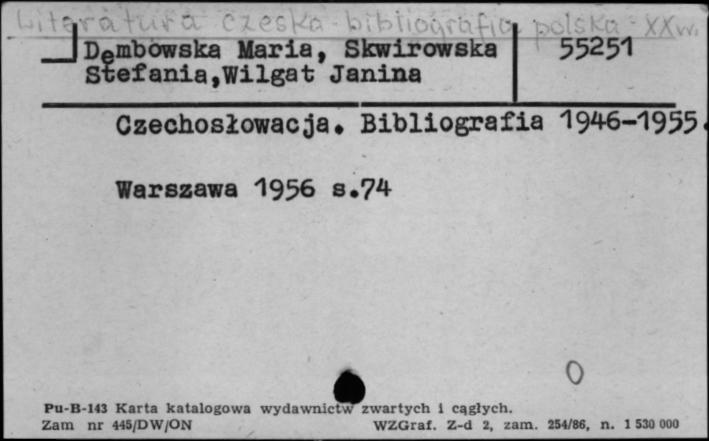 Literatura czeska - bibliografia polska - XX w.
Dembowska Maria, Skwirowska 55251
Stefania,Wilgat Janina
Czechosłowacja. Bibliografia 1946-1955.
Warszawa 1956 s.74
0
Pu-B-143 Karta katalogowa wydawnictw zwartych i cągłych.
Zam nr 445/DW/ON WZGraf. Z-d 2, zam. 254/86, n. 1 530 000